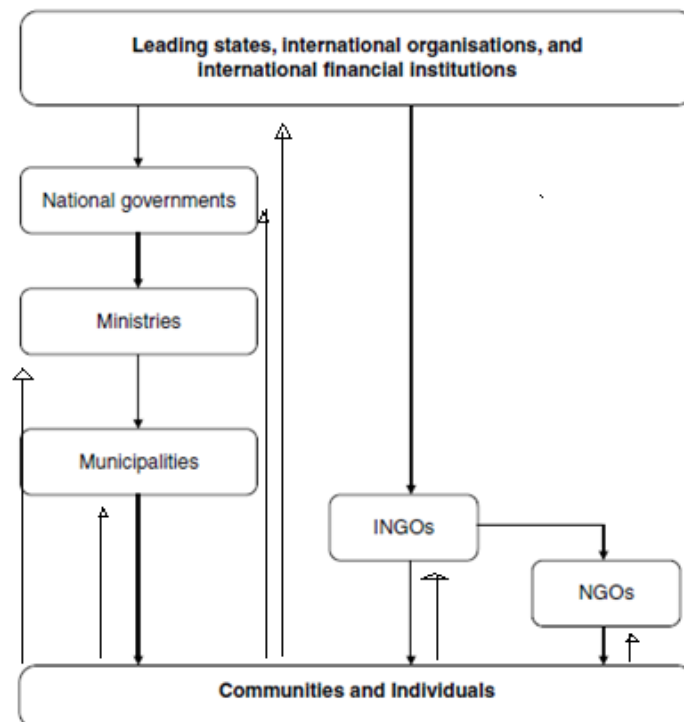 Leading states, international organisations, and
international financial institutions
National governments
Ministries
Municipalities
INGOs
NGOs
Communities and Individuals